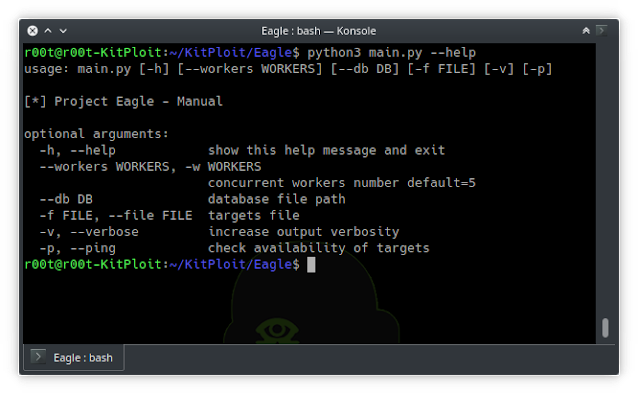 Eagle : bash — Konsole
r00t@r00t-KitPloit:~/KitPloit/Eagle$ python3 main.py --help
usage: main.py [-h] [--workers WORKERS] [--db DB] [-f FILE] [-v] [-p]
[*] Project Eagle - Manual
optional arguments:
-h, --help show this help message and exit
--workers WORKERS, -w WORKERS
concurrent workers number default=5
--db DB database file path
-f FILE, --file FILE targets file
-v, --verbose increase output verbosity
-p, --ping check availability of targets
r00t@r00t-KitPloit:~/KitPloit/Eagle$
Eagle : bash